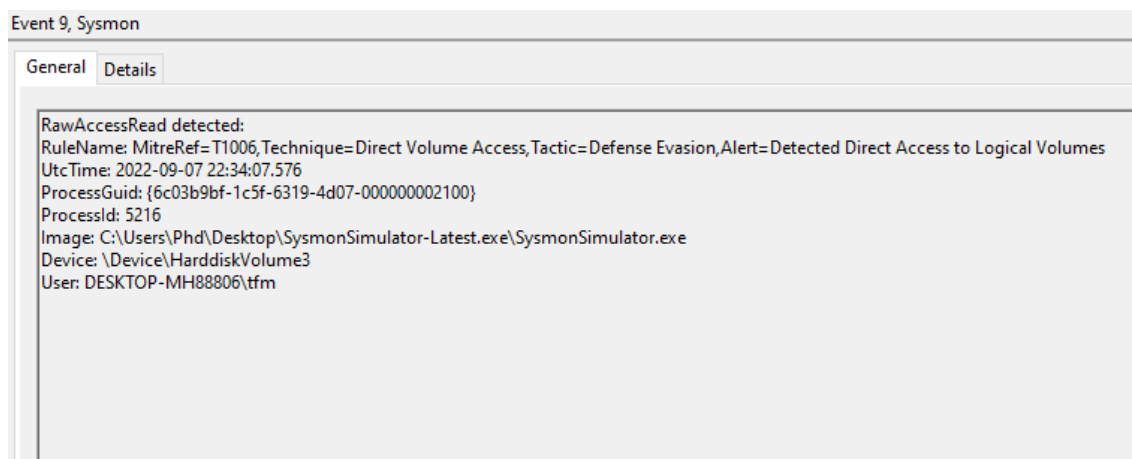 Event 9, Sysmon
General Details
RawAccessRead detected:
RuleName: MitreRef=T1006,Technique=Direct Volume Access,Tactic=Defense Evasion,Alert=Detected Direct Access to Logical Volumes
UtcTime: 2022-09-07 22:34:07.576
ProcessGuid: {6c03b9bf-1c5f-6319-4d07-000000002100}
ProcessId: 5216
Image: C:\Users\Phd\Desktop\SysmonSimulator-Latest.exe\SysmonSimulator.exe
Device: \Device\HarddiskVolume3
User: DESKTOP-MH88806\tfm